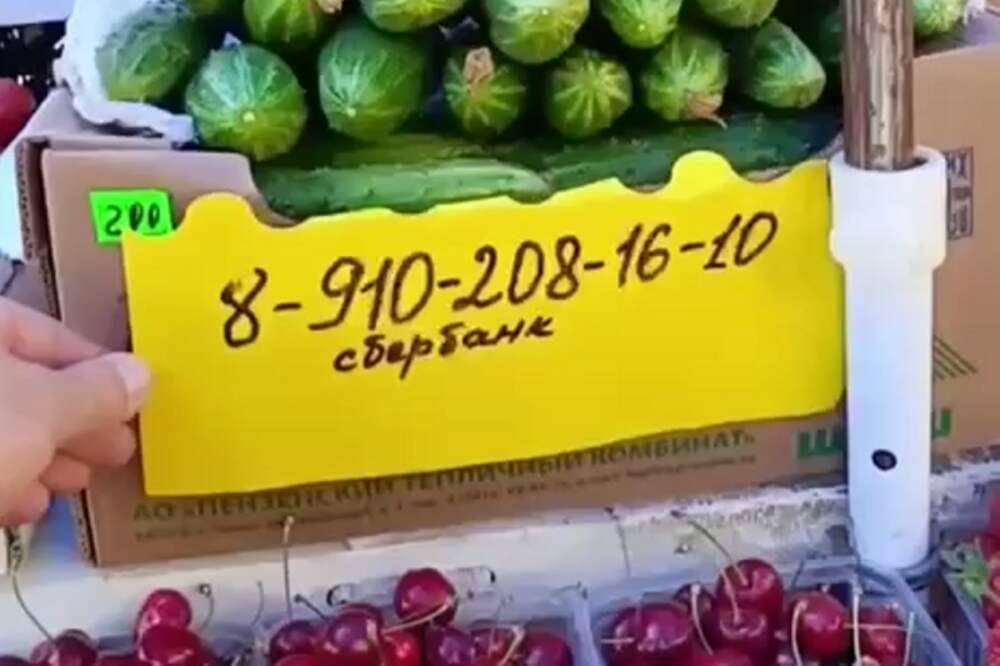 200
8-910-208-16-10
сбербанк
АО «ПЕНЗЕНСКИЙ ТЕПЛИЧНЫЙ КОМБИНАТ»